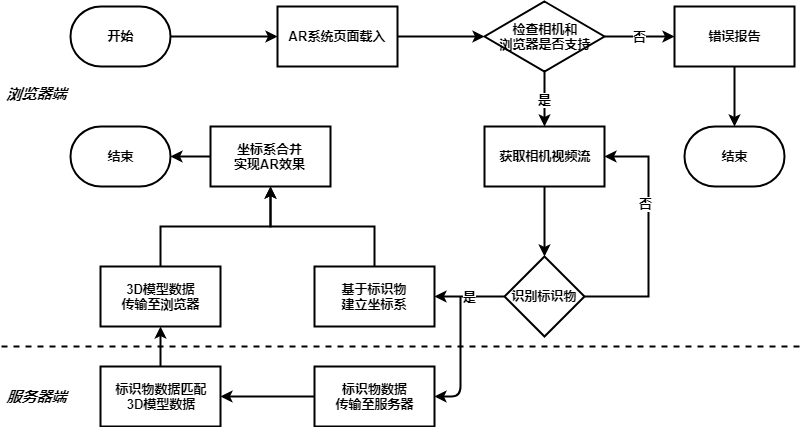 开始
AR系统页面载入
检查相机和
浏览器是否支持
否
错误报告
浏览器端
是
结束
坐标系合并
实现AR效果
获取相机视频流
结束
否
3D模型数据
传输至浏览器
基于标识物
建立坐标系
是
识别标识物
服务器端
标识物数据匹配
3D模型数据
标识物数据
传输至服务器